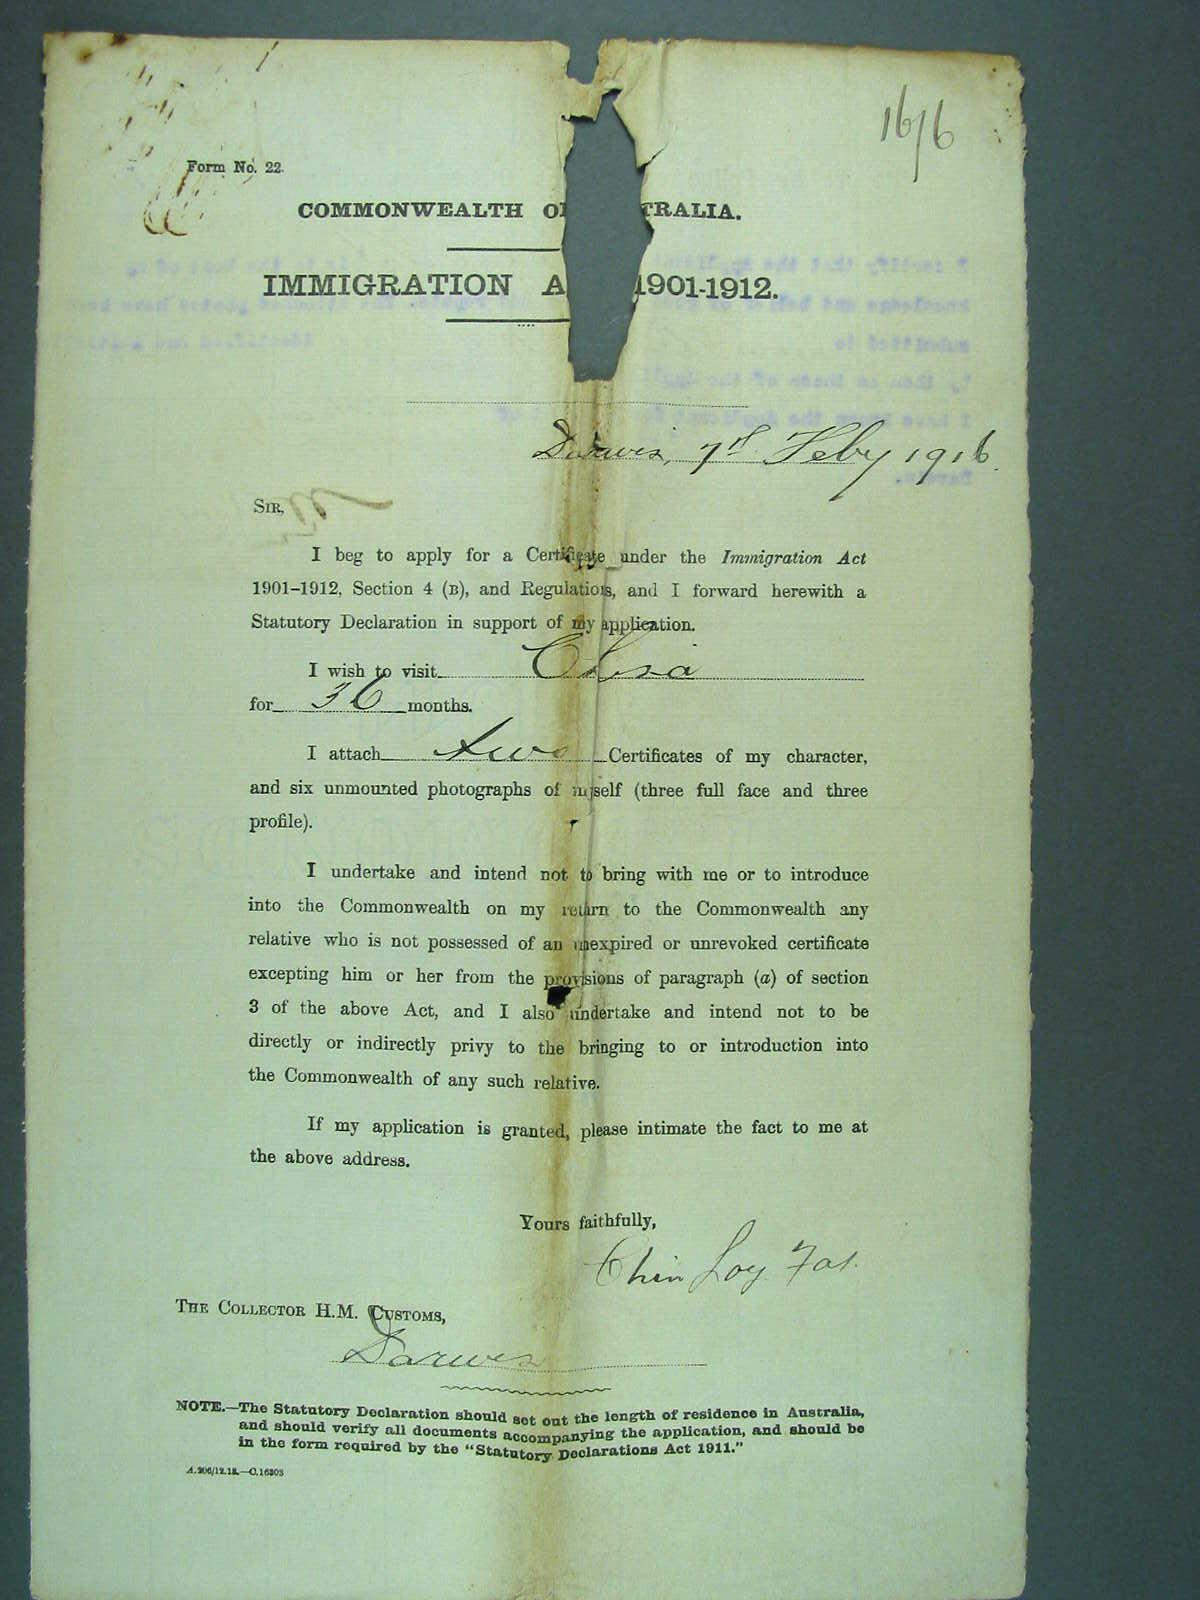 16/6
Form No. 22.
COMMONWEALTH O TRALIA.
IMMIGRATION A 1901-1912.
Darwin, 7th Feby 1916.
SIR,
I beg to apply for a Certificate under the Immigration Act
1901–1912, Section 4 (B), and Regulations, and I forward herewith a
Statutory Declaration in support of my application.
I wish to visit China
for 36 months.
I attach two Certificates of my character,
and six unmounted photographs of myself (three full face and three
profile).
I undertake and intend not to bring with me or to introduce
into the Commonwealth on my return to the Commonwealth any
relative who is not possessed of an unexpired or unrevoked certificate
excepting him or her from the provisions of paragraph (a) of section
3 of the above Act, and I also undertake and intend not to be
directly or indirectly privy to the bringing to or introduction into
the Commonwealth of any such relative.
If my application is granted, please intimate the fact to me at
the above address.
Yours faithfully,
Chin Loy Fat.
THE COLLECTOR H.M. CUSTOMS,
Darwin
NOTE.—The Statutory Declaration should set out the length of residence in Australia,
and should verify all documents accompanying the application, and should be
in the form required by the "Statutory Declarations Act 1911."
C.16303